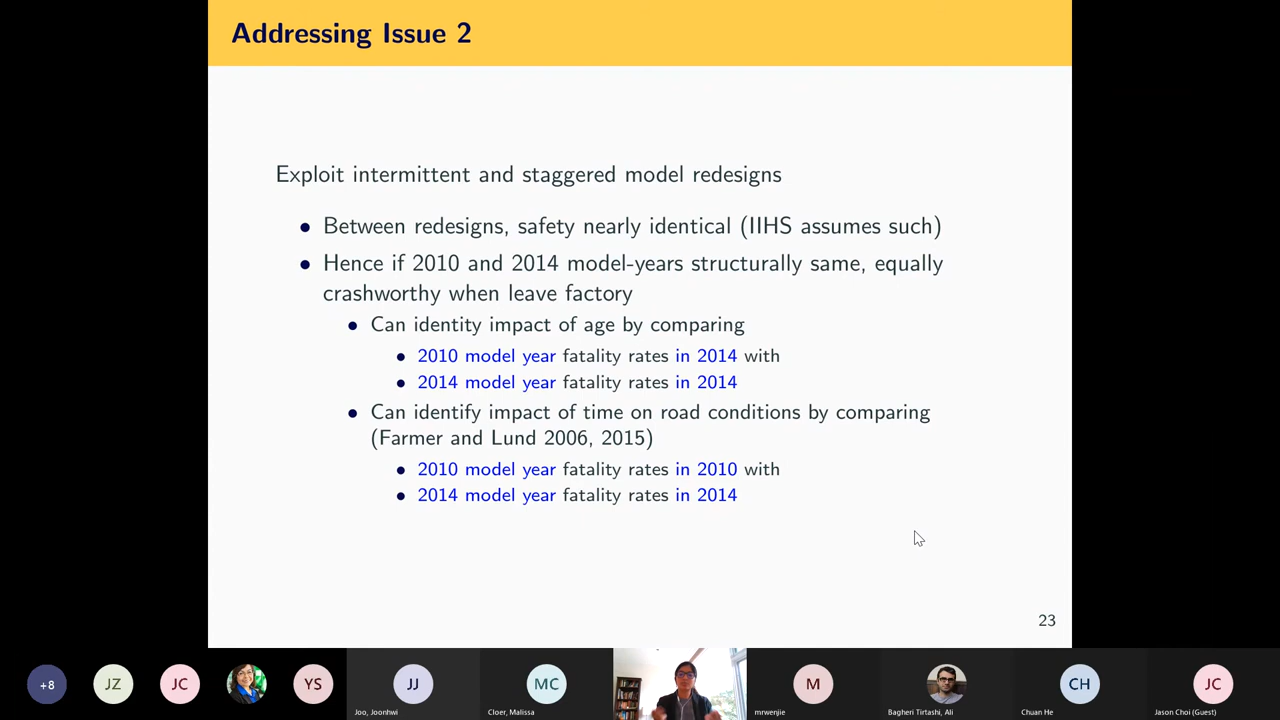 Addressing Issue 2
Exploit intermittent and staggered model redesigns
• Between redesigns, safety nearly identical (IIHS assumes such)
• Hence if 2010 and 2014 model-years structurally same, equally
crashworthy when leave factory
• Can identity impact of age by comparing
• 2010 model year fatality rates in 2014 with
• 2014 model year fatality rates in 2014
• Can identify impact of time on road conditions by comparing
(Farmer and Lund 2006, 2015)
• 2010 model year fatality rates in 2010 with
• 2014 model year fatality rates in 2014
23
+8
JZ
JC
YS
JJ
MC
M
CH
JC
Joo, Joonhwi
Cloer, Malissa
mrwenjie
Bagheri Tirtashi, Ali
Chuan He
Jason Choi (Guest)